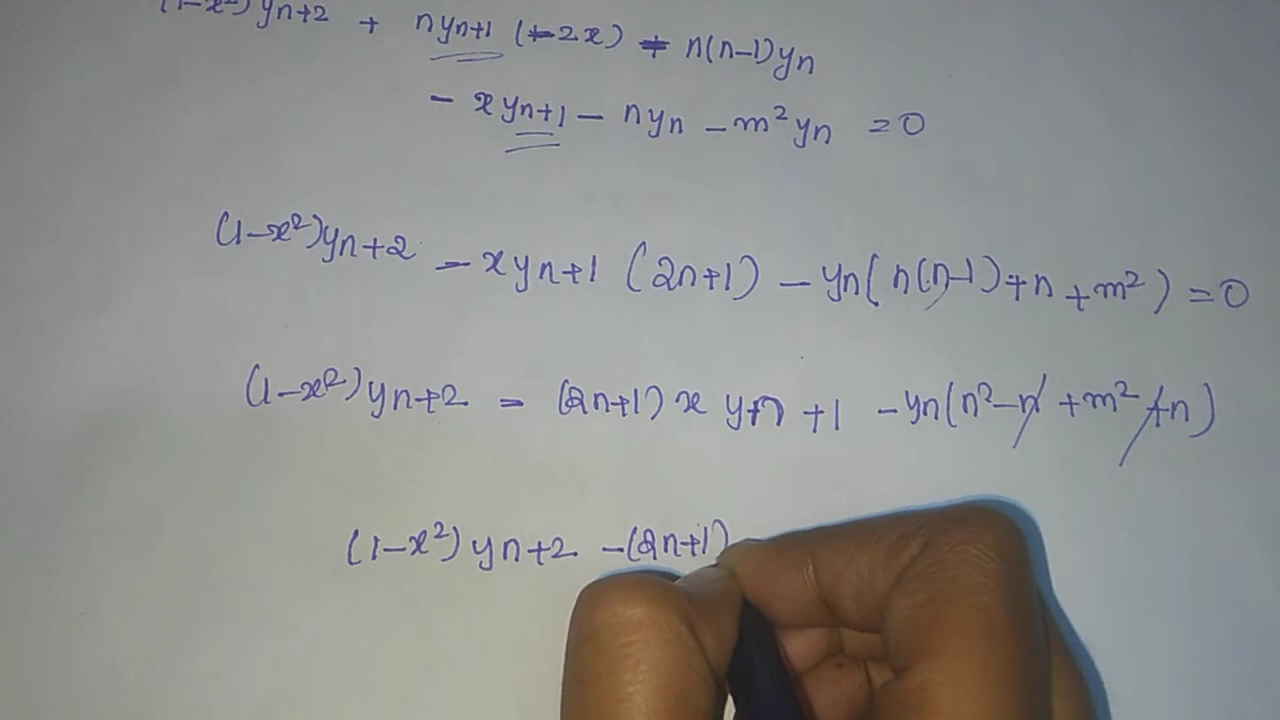 (1-x²) yn+2 + nyn+1 (-2x) - n(n-1)yn
- xyn+1 - nyn - m²yn = 0
(1-x²)yn+2 - xyn+1 (2n+1) - yn(n(n-1)+n+m²) = 0
(1-x²)yn+2 - (2n+1) x yn+1 - yn(n²-n+m²+n)
(1-x²) yn+2 -(2n+1)